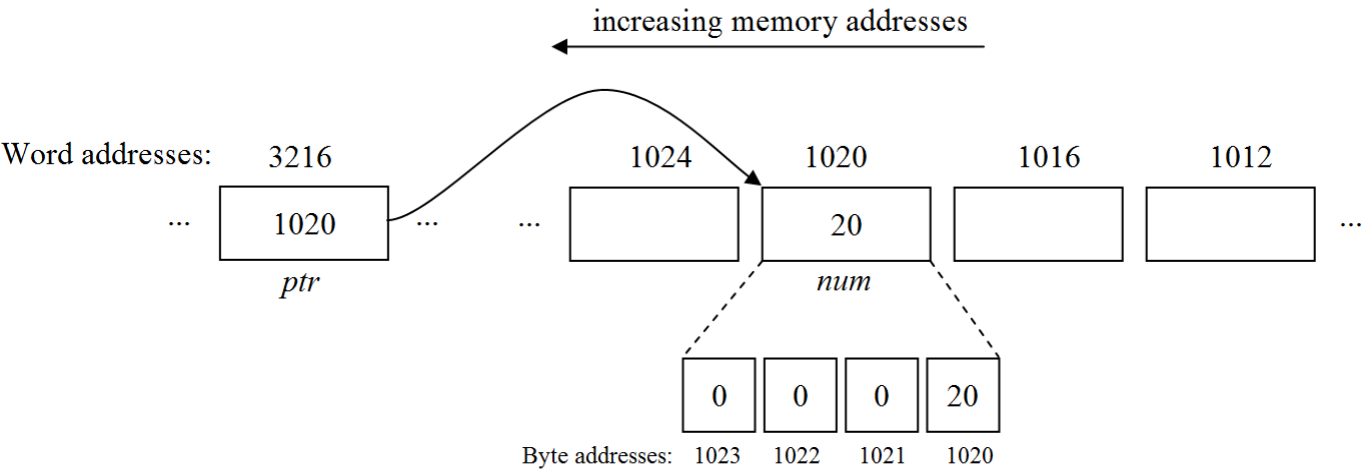 increasing memory addresses
Word addresses: 3216 1024 1020 1016 1012
... 1020 ... ... 20 ...
ptr num
0 0 0 20
Byte addresses: 1023 1022 1021 1020